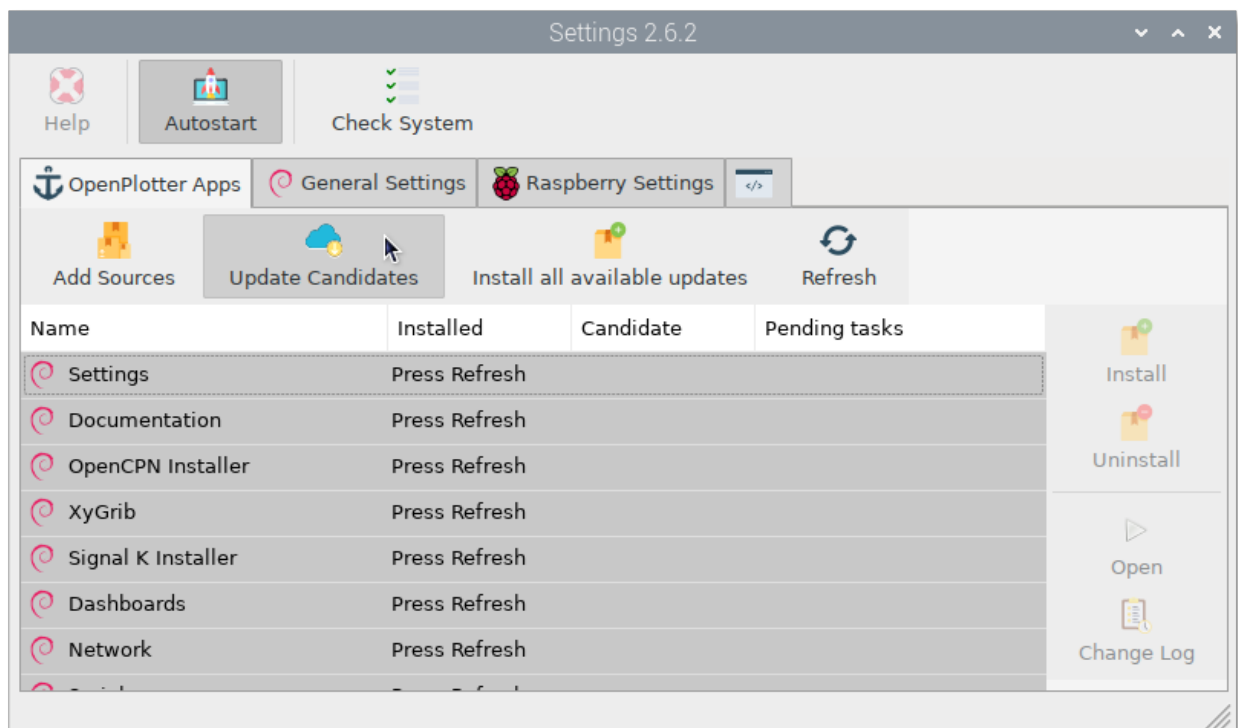 Settings 2.6.2
Help Autostart Check System
OpenPlotter Apps General Settings Raspberry Settings </>
Add Sources Update Candidates Install all available updates Refresh
Name Installed Candidate Pending tasks
Settings Press Refresh
Install
Documentation Press Refresh
OpenCPN Installer Press Refresh
Uninstall
XyGrib Press Refresh
Signal K Installer Press Refresh
Open
Dashboards Press Refresh
Network Press Refresh
Change Log